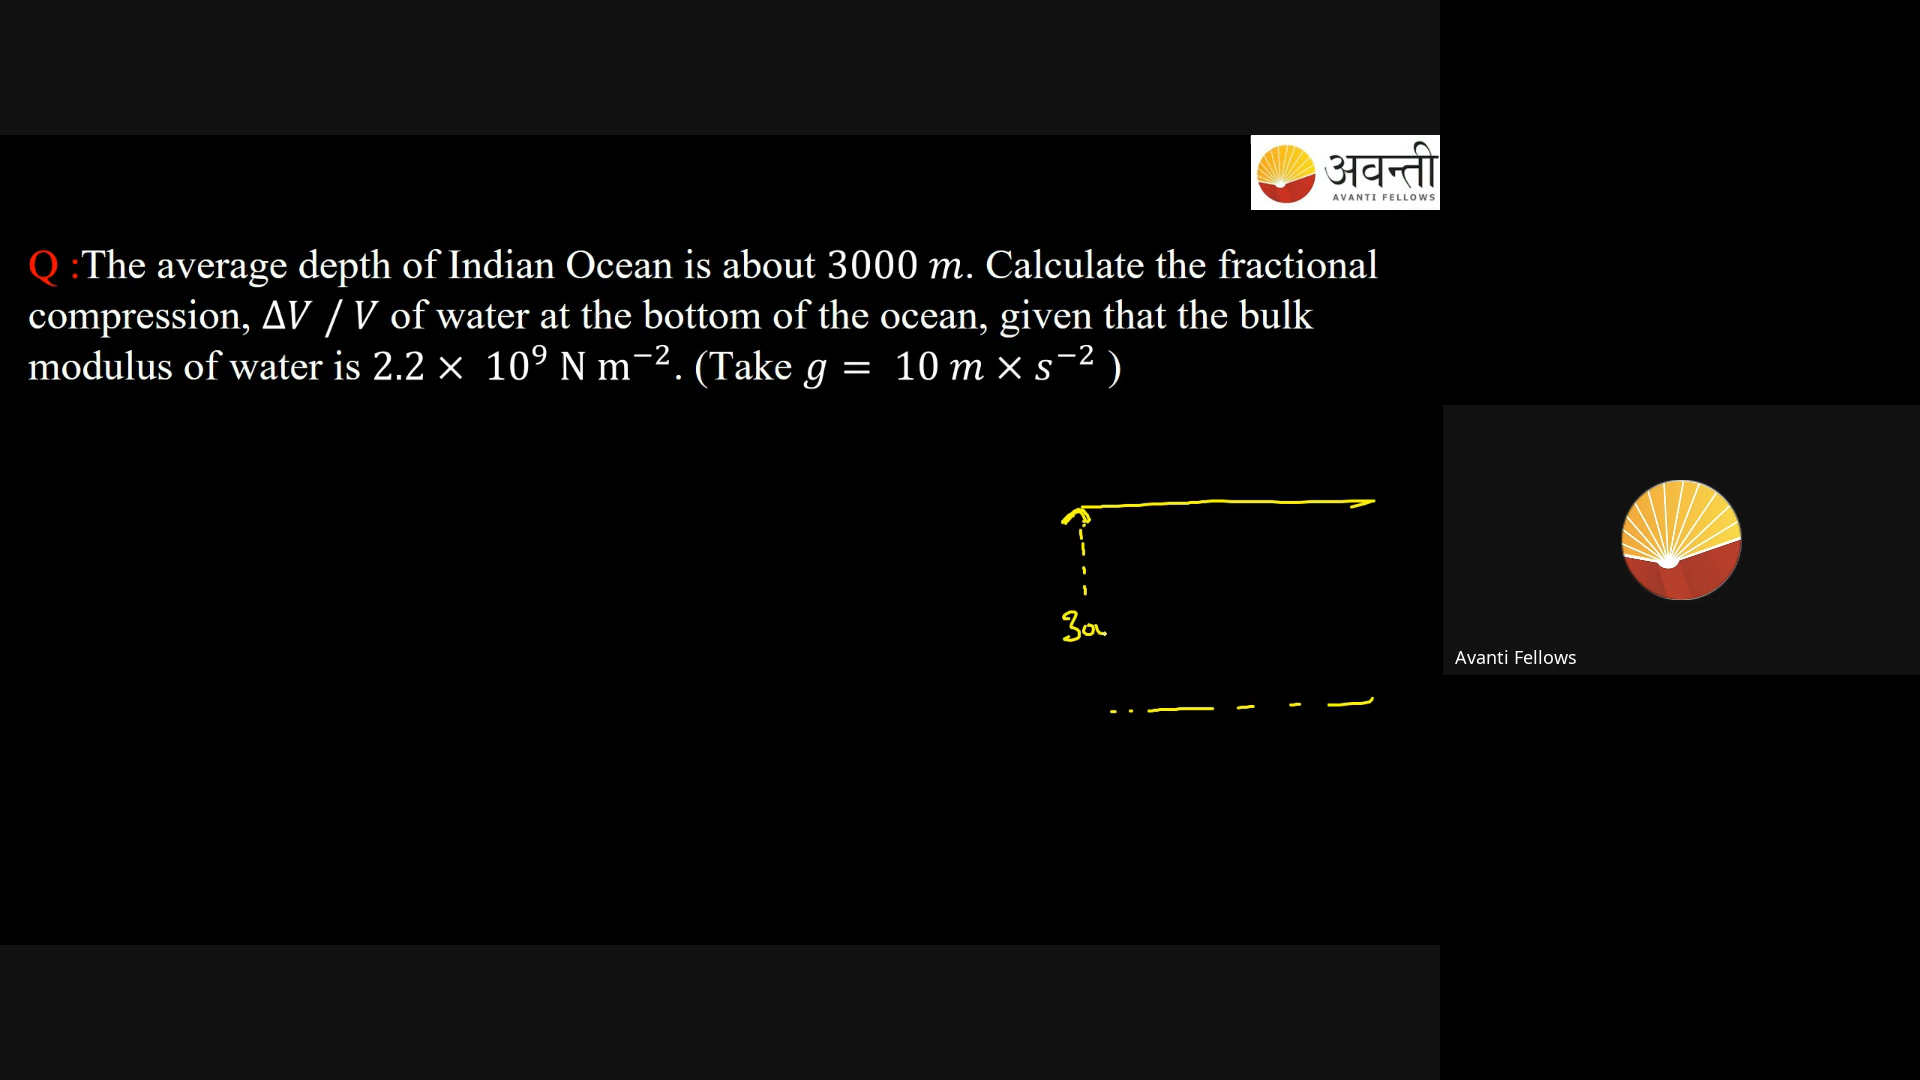 अवन्ती
AVANTI FELLOWS
Q :The average depth of Indian Ocean is about 3000 m. Calculate the fractional
compression, ΔV / V of water at the bottom of the ocean, given that the bulk
modulus of water is 2.2 × 10⁹ N m⁻². (Take g = 10 m × s⁻² )
Avanti Fellows